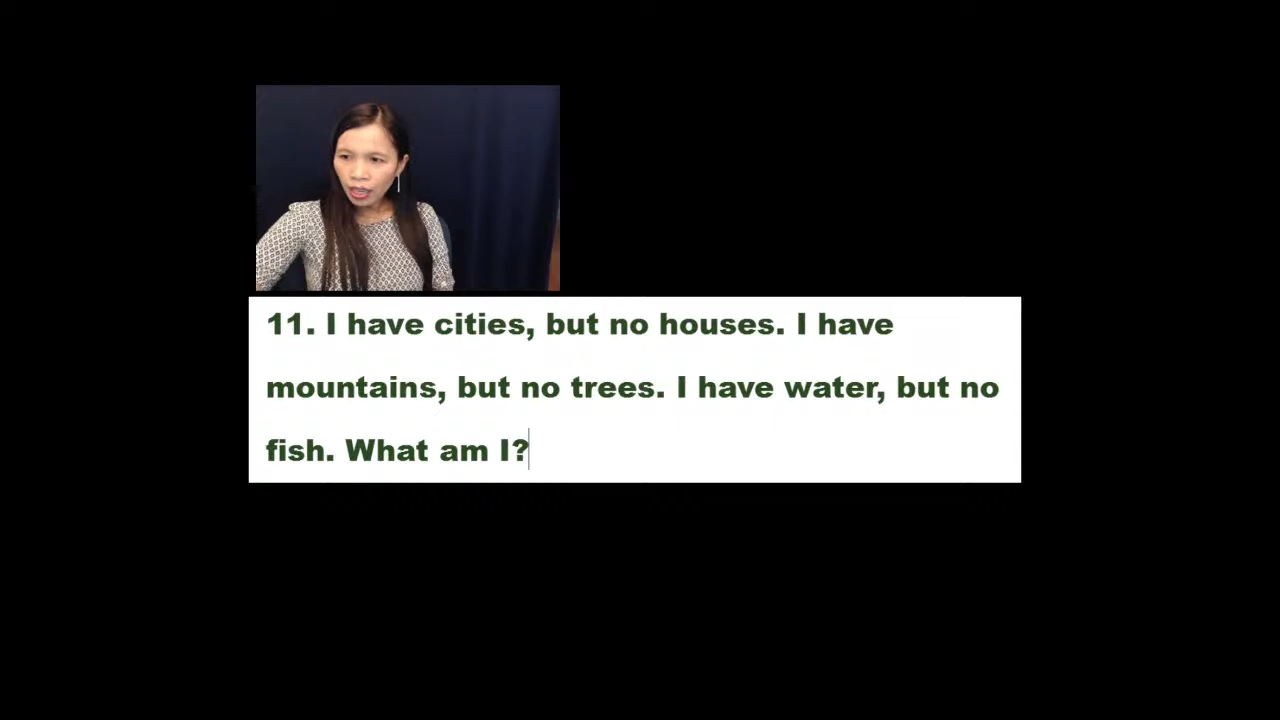 11. I have cities, but no houses. I have
mountains, but no trees. I have water, but no
fish. What am I?